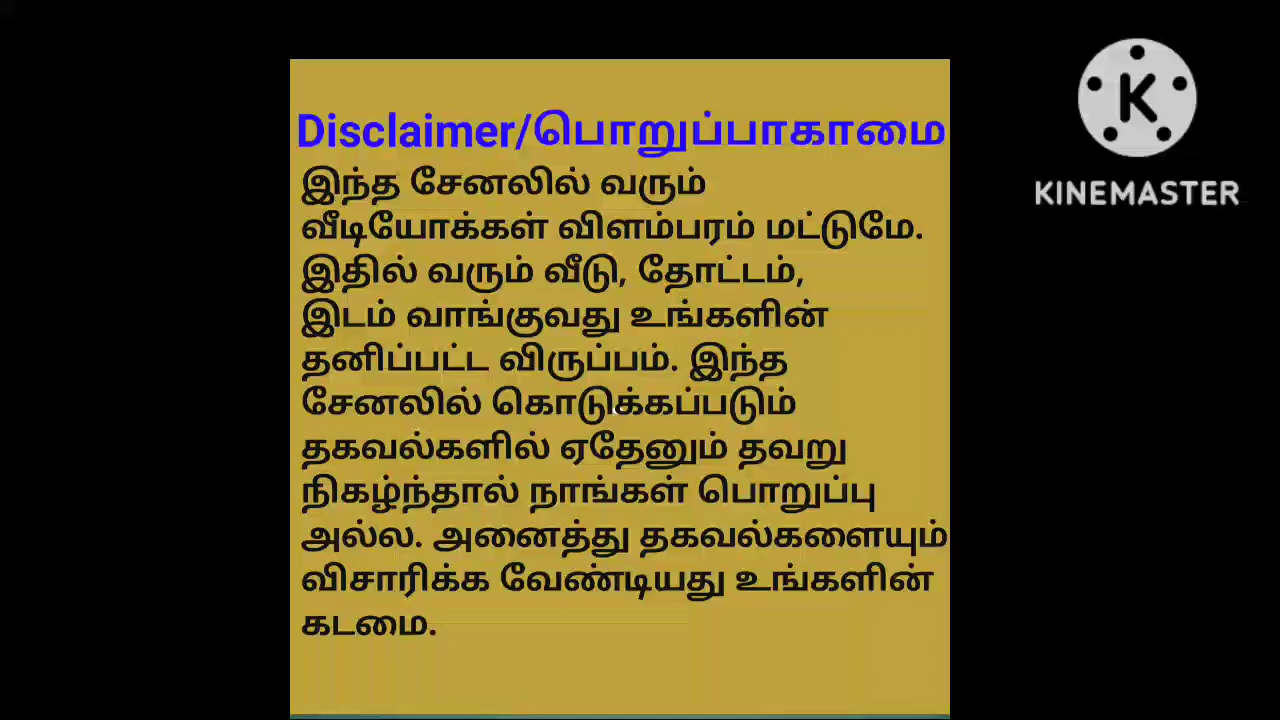 Disclaimer/பொறுப்பாகாமை
இந்த சேனலில் வரும்
வீடியோக்கள் விளம்பரம் மட்டுமே.
இதில் வரும் வீடு, தோட்டம்,
இடம் வாங்குவது உங்களின்
தனிப்பட்ட விருப்பம். இந்த
சேனலில் கொடுக்கப்படும்
தகவல்களில் ஏதேனும் தவறு
நிகழ்ந்தால் நாங்கள் பொறுப்பு
அல்ல. அனைத்து தகவல்களையும்
விசாரிக்க வேண்டியது உங்களின்
கடமை.
K
KINEMASTER